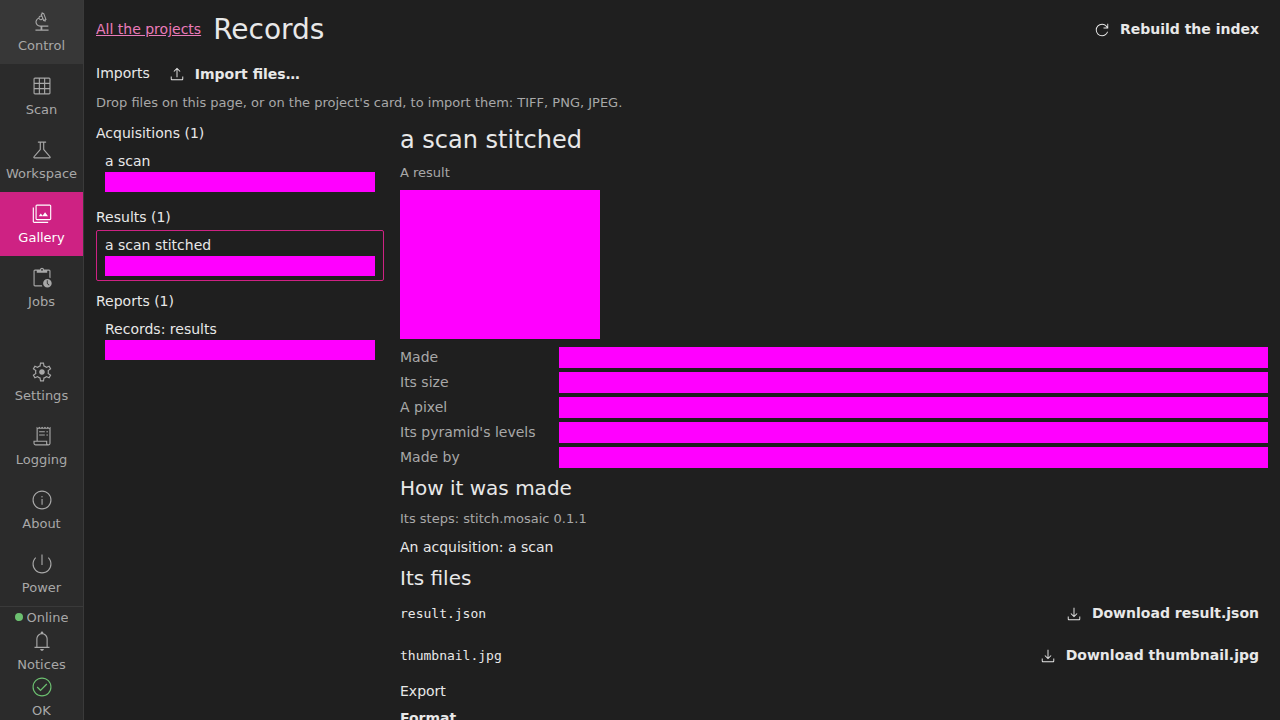 Control
Scan
Workspace
Gallery
Jobs
Settings
Logging
About
Power
Online
Notices
OK
All the projects Records
Rebuild the index
Imports Import files…
Drop files on this page, or on the project's card, to import them: TIFF, PNG, JPEG.
Acquisitions (1)
a scan
Results (1)
a scan stitched
Reports (1)
Records: results
a scan stitched
A result
Made
Its size
A pixel
Its pyramid's levels
Made by
How it was made
Its steps: stitch.mosaic 0.1.1
An acquisition: a scan
Its files
result.json Download result.json
thumbnail.jpg Download thumbnail.jpg
Export
Format